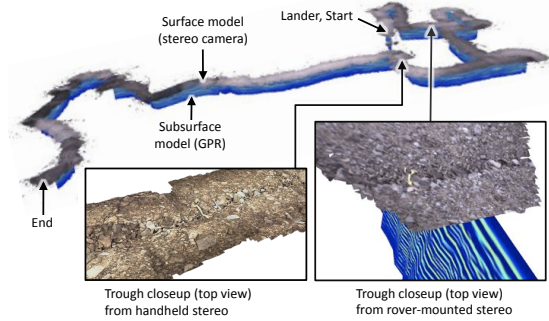 Surface model
(stereo camera)
Lander, Start
Subsurface
model (GPR)
End
Trough closeup (top view)
from handheld stereo
Trough closeup (top view)
from rover-mounted stereo